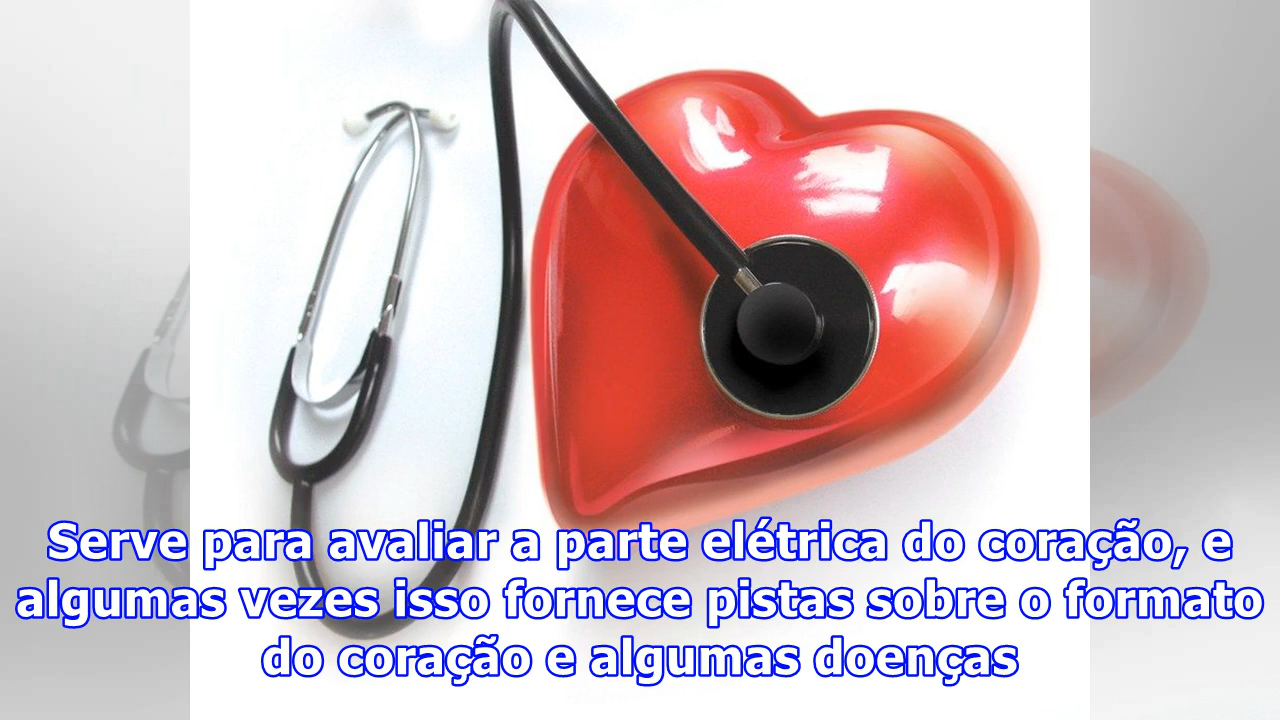 Serve para avaliar a parte elétrica do coração, e
algumas vezes isso fornece pistas sobre o formato
do coração e algumas doenças